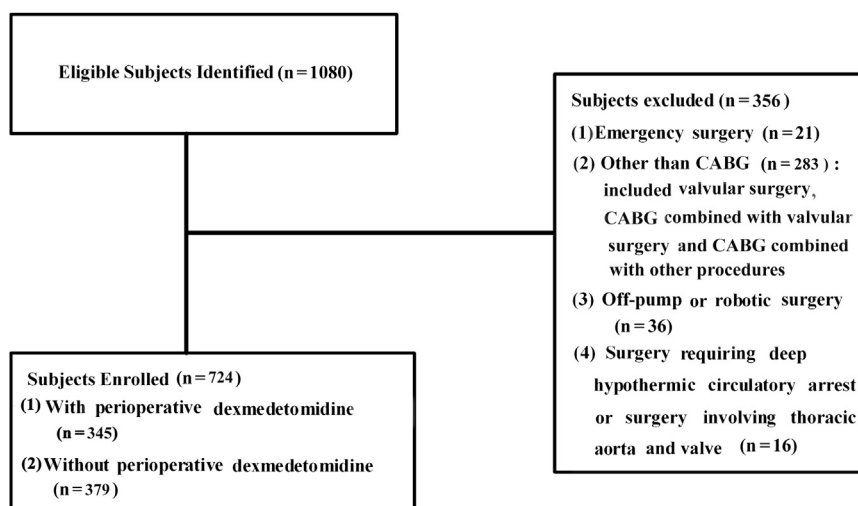 Eligible Subjects Identified (n=1080)
Subjects excluded (n=356)
(1) Emergency surgery (n=21)
(2) Other than CABG (n=283) :
included valvular surgery,
CABG combined with valvular
surgery and CABG combined
with other procedures
(3) Off-pump or robotic surgery
(n=36)
(4) Surgery requiring deep
hypothermic circulatory arrest
or surgery involving thoracic
aorta and valve (n=16)
Subjects Enrolled (n=724)
(1) With perioperative dexmedetomidine
(n=345)
(2) Without perioperative dexmedetomidine
(n=379)